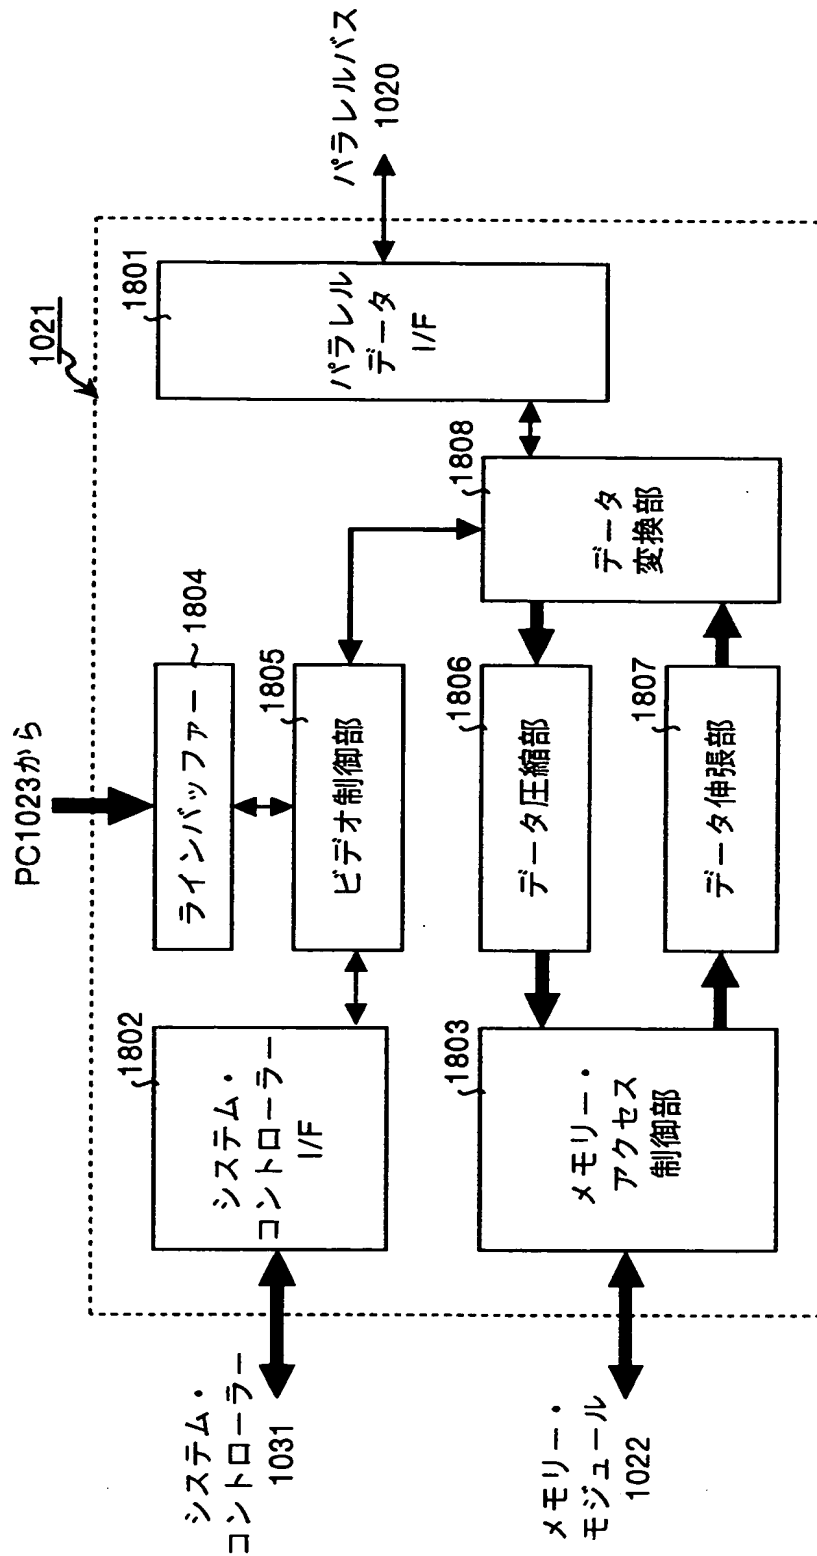 PC1023から
1021
ラインバッファー
1804
1801
パラレル
データ
I/F
パラレルバス
1020
1802
システム・
コントローラー
I/F
1805
ビデオ制御部
1808
データ
変換部
システム・
コントローラー
1031
1803
メモリー・
アクセス
制御部
1806
データ圧縮部
1807
データ伸張部
メモリー・
モジュール
1022